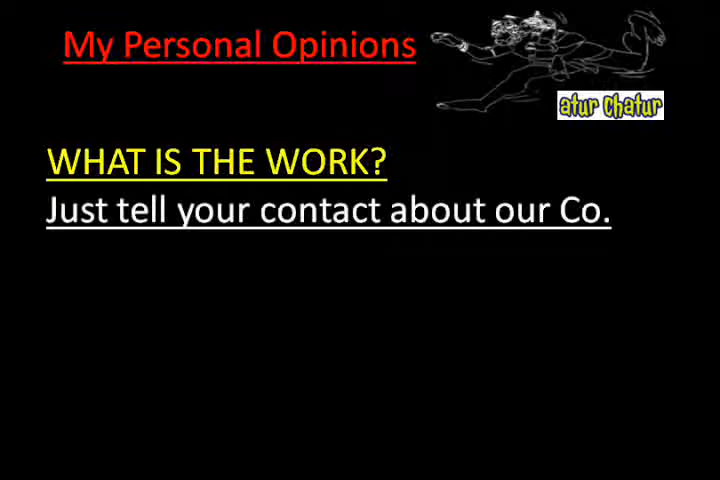 My Personal Opinions
atur chatur
WHAT IS THE WORK?
Just tell your contact about our Co.